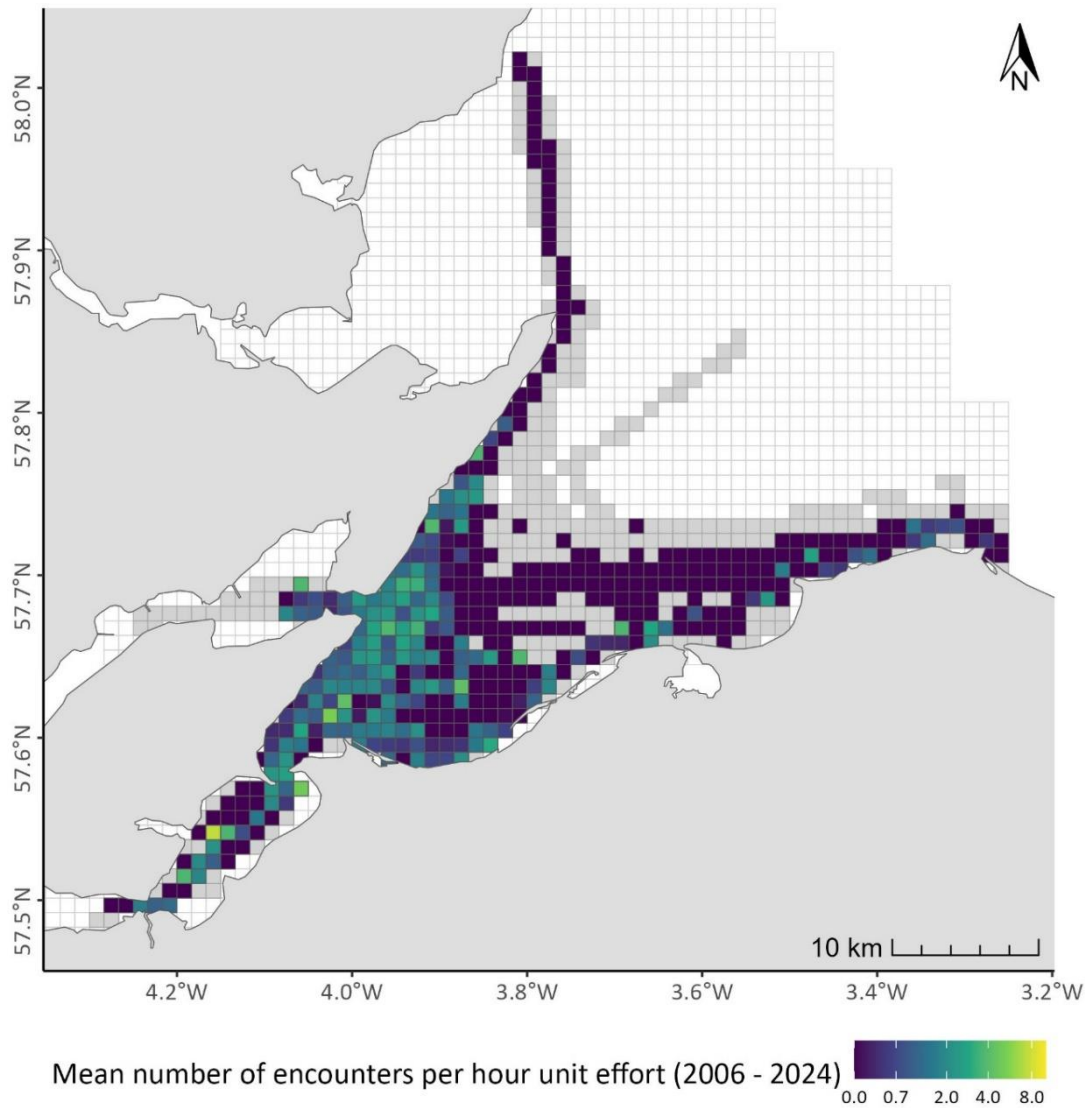 N
58.0°N
57.9°N
57.8°N
57.7°N
57.6°N
57.5°N
10 km
4.2°W 4.0°W 3.8°W 3.6°W 3.4°W 3.2°W
Mean number of encounters per hour unit effort (2006 - 2024)
0.0 0.7 2.0 4.0 8.0